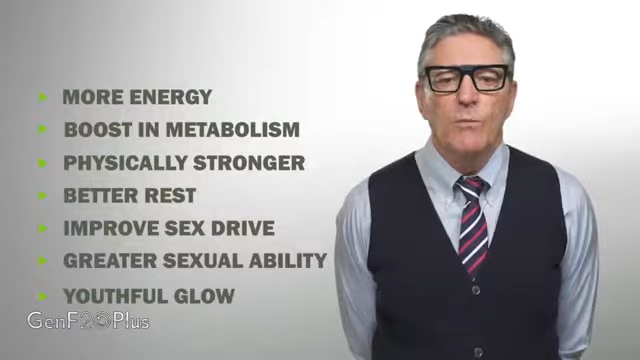 MORE ENERGY
BOOST IN METABOLISM
PHYSICALLY STRONGER
BETTER REST
IMPROVE SEX DRIVE
GREATER SEXUAL ABILITY
YOUTHFUL GLOW
GenF20Plus